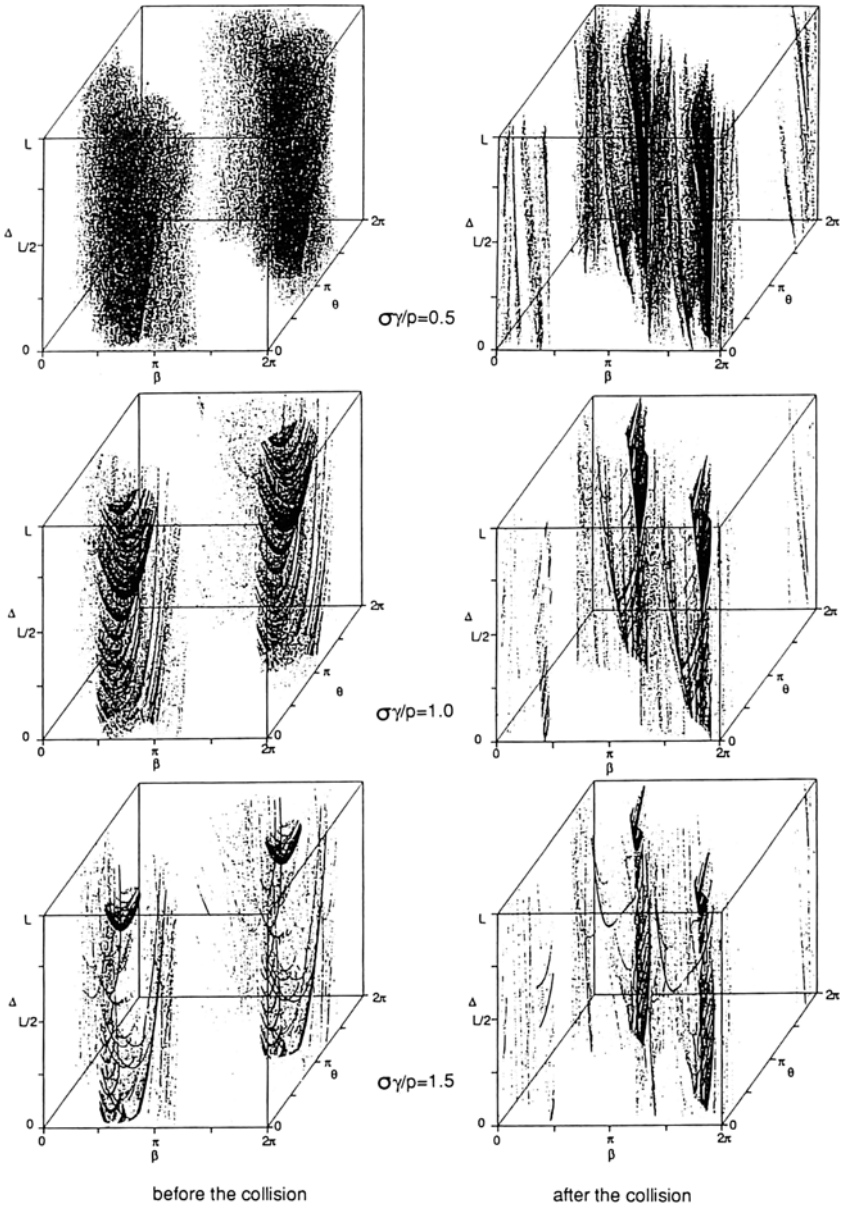 L
Δ
L/2
0
0
π
β
2π
0
π
θ
2π
σγ/p=0.5
L
Δ
L/2
0
0
π
β
2π
0
π
θ
2π
L
Δ
L/2
0
0
π
β
2π
0
π
θ
2π
σγ/p=1.0
L
Δ
L/2
0
0
π
β
2π
0
π
θ
2π
L
Δ
L/2
0
0
π
β
2π
0
π
θ
2π
σγ/p=1.5
L
Δ
L/2
0
0
π
β
2π
0
π
θ
2π
before the collision
after the collision